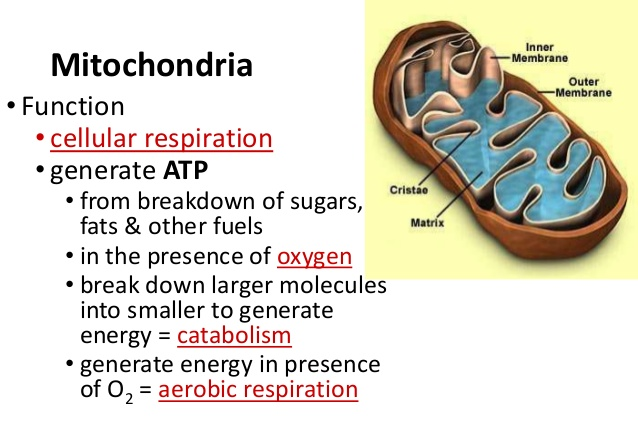 Mitochondria
• Function
• cellular respiration
• generate ATP
• from breakdown of sugars,
fats & other fuels
• in the presence of oxygen
• break down larger molecules
into smaller to generate
energy = catabolism
• generate energy in presence
of O₂ = aerobic respiration
Inner
Membrane
Outer
Membrane
Cristae
Matrix